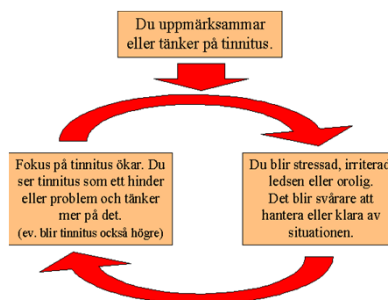 Du uppmärksammar
eller tänker på tinnitus.
Fokus på tinnitus ökar. Du
ser tinnitus som ett hinder
eller problem och tänker
mer på det.
(ev. blir tinnitus också högre)
Du blir stressad, irriterad
ledsen eller orolig.
Det blir svårare att
hantera eller klara av
situationen.